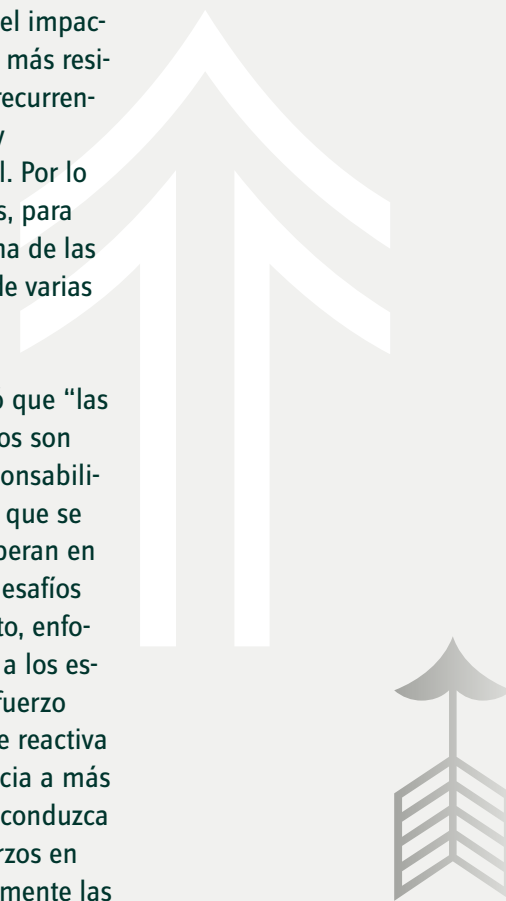 el impac-
más resi-
recurren-
y
l. Por lo
s, para
na de las
de varias
o que “las
os son
onsabili-
que se
peran en
esafíos
to, enfo-
a los es-
fuerzo
e reactiva
cia a más
conduzca
rzos en
mente las